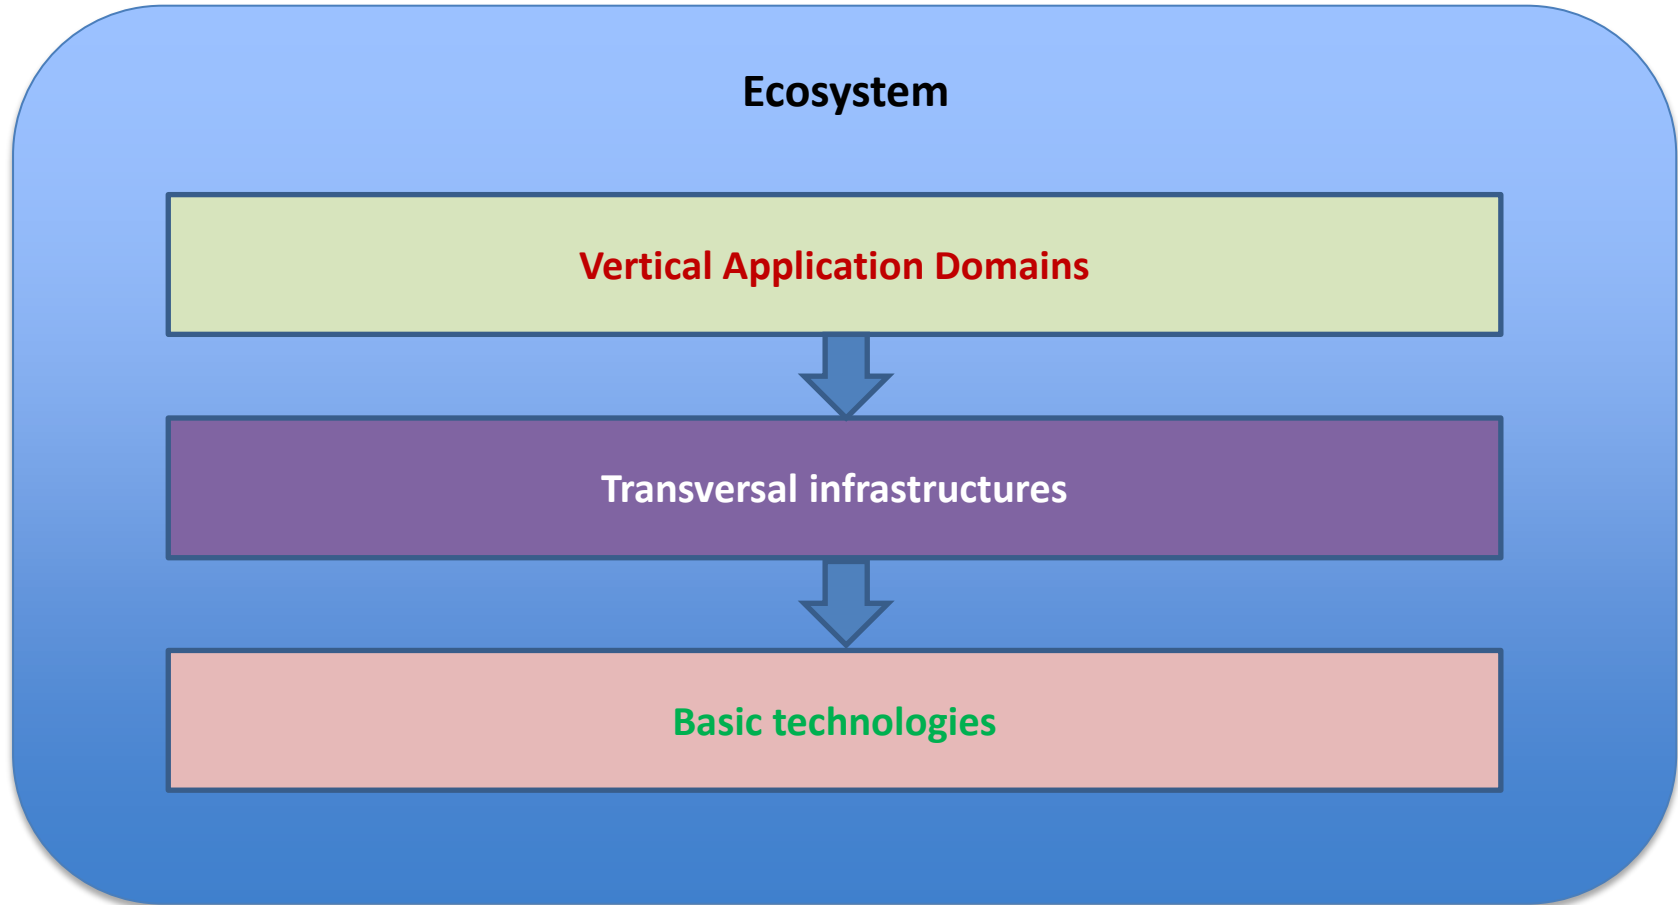 Ecosystem
Vertical Application Domains
Transversal infrastructures
Basic technologies